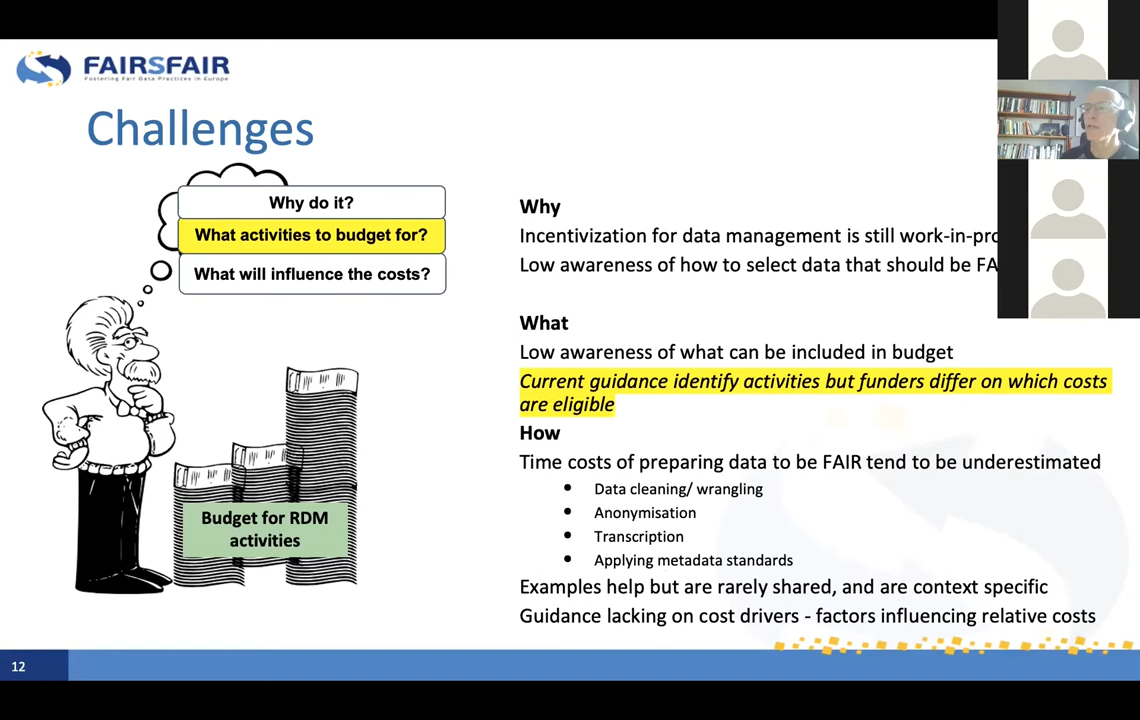 FAIRSFAIR
Fostering Fair Data Practices in Europe
Challenges
Why do it?
What activities to budget for?
What will influence the costs?
Budget for RDM
activities
Why
Incentivization for data management is still work-in-pro
Low awareness of how to select data that should be FA
What
Low awareness of what can be included in budget
Current guidance identify activities but funders differ on which costs
are eligible
How
Time costs of preparing data to be FAIR tend to be underestimated
• Data cleaning/ wrangling
• Anonymisation
• Transcription
• Applying metadata standards
Examples help but are rarely shared, and are context specific
Guidance lacking on cost drivers - factors influencing relative costs
12